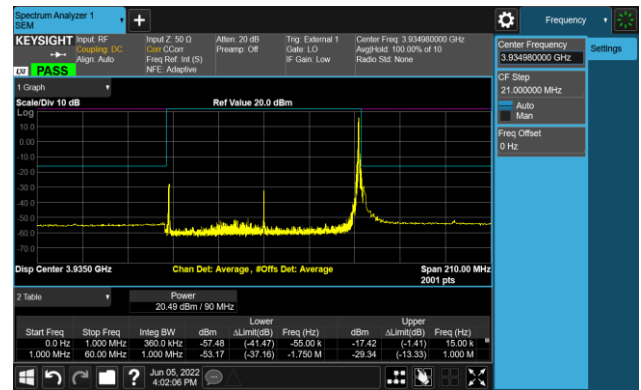 Spectrum Analyzer 1
SEM
Frequency
KEYSIGHT
Input: RF
Coupling: DC
Align: Auto
Input Z: 50 Ω
Corr CCorr
Freq Ref: Int (S)
NFE: Adaptive
Atten: 20 dB
Preamp: Off
Trig: External 1
Gate: LO
IF Gain: Low
Center Freq: 3.934980000 GHz
Avg|Hold: 100.00% of 10
Radio Std: None
LXI PASS
1 Graph
Scale/Div 10 dB
Ref Value 20.0 dBm
Log
10.0
0.00
-10.0
-20.0
-30.0
-40.0
-50.0
-60.0
-70.0
Disp Center 3.9350 GHz
Chan Det: Average , #Offs Det: Average
Span 210.00 MHz
2001 pts
2 Table
Power
20.49 dBm / 90 MHz
Lower Upper
Start Freq Stop Freq Integ BW dBm ΔLimit(dB) Freq (Hz) dBm ΔLimit(dB) Freq (Hz)
0.0 Hz 1.000 MHz 360.0 kHz -57.48 (-41.47) -55.00 k -17.42 (-1.41) 15.00 k
1.000 MHz 60.00 MHz 1.000 MHz -53.17 (-37.16) -1.750 M -29.34 (-13.33) 1.000 M
Jun 05, 2022
4:02:06 PM
Center Frequency
3.934980000 GHz
Settings
CF Step
21.000000 MHz
Auto
Man
Freq Offset
0 Hz